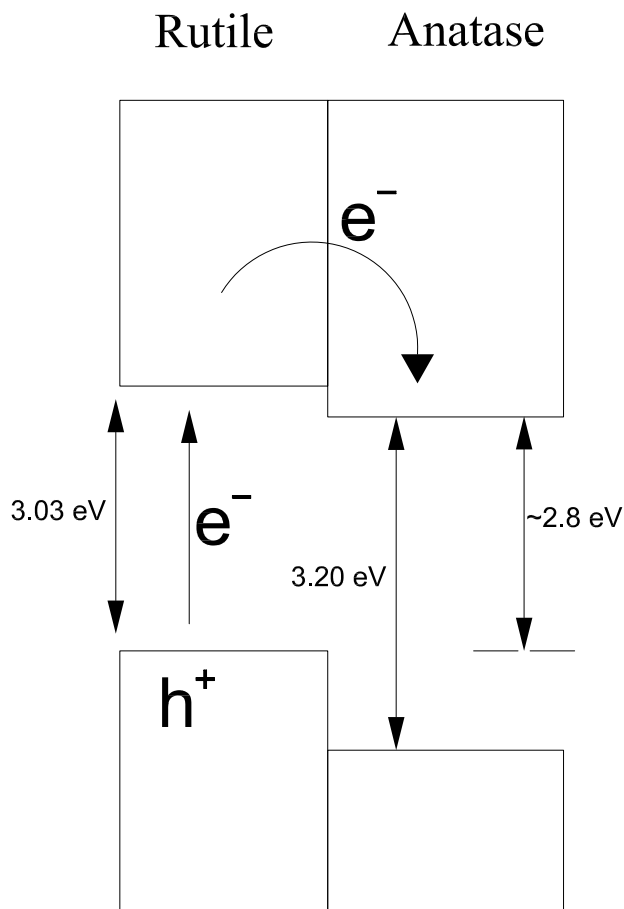 Rutile Anatase
e⁻
3.03 eV
e⁻
~2.8 eV
3.20 eV
h⁺